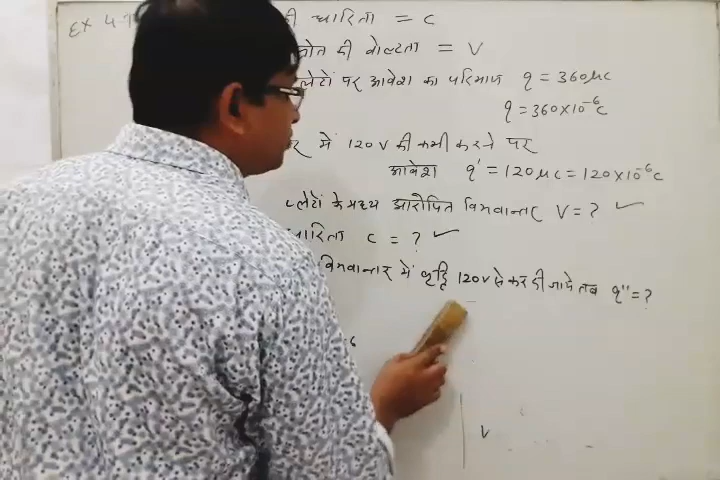 Ex 4.
की धारिता = C
स्रोत की वोल्टता = V
प्लेटों पर आवेश का परिमाण q = 360μc
q = 360×10⁻⁶c
में 120V की कमी करने पर
आवेश q' = 120μc = 120×10⁻⁶c
प्लेटों के मध्य आरोपित विभवान्तर V = ? ✓
धारिता C = ? ✓
विभवान्तर में वृद्धि 120V से कर दी जाये तब q'' = ?
6
V